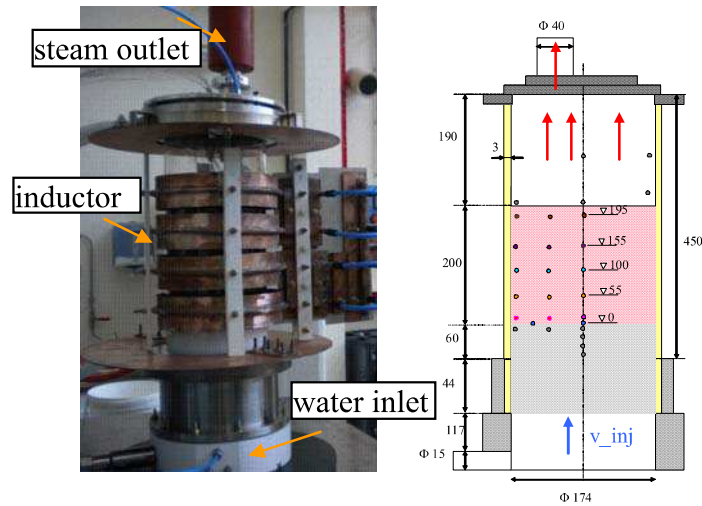 steam outlet
inductor
water inlet
Φ 40
190
3
▽195
▽155
450
200
▽100
▽55
▽0
60
44
v_inj
117
Φ 15
Φ 174